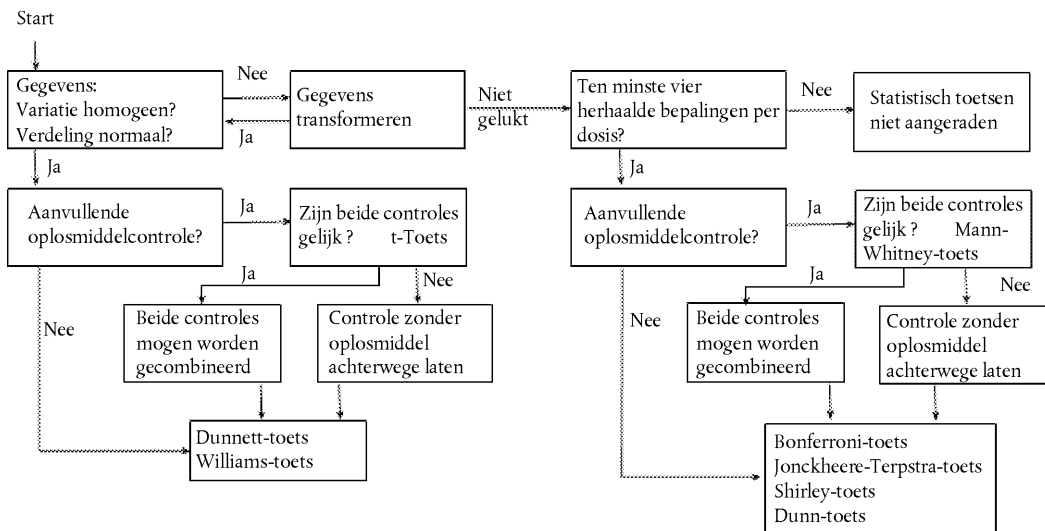 Start
Gegevens:
Variatie homogeen?
Verdeling normaal?
Nee
Ja
Gegevens
transformeren
Niet
gelukt
Ten minste vier
herhaalde bepalingen per
dosis?
Nee
Statistisch toetsen
niet aangeraden
Ja
Ja
Aanvullende
oplosmiddelcontrole?
Ja
Zijn beide controles
gelijk ? t-Toets
Aanvullende
oplosmiddelcontrole?
Ja
Zijn beide controles
gelijk ? Mann-
Whitney-toets
Nee
Ja
Nee
Beide controles
mogen worden
gecombineerd
Controle zonder
oplosmiddel
achterwege laten
Nee
Ja
Nee
Beide controles
mogen worden
gecombineerd
Controle zonder
oplosmiddel
achterwege laten
Dunnett-toets
Williams-toets
Bonferroni-toets
Jonckheere-Terpstra-toets
Shirley-toets
Dunn-toets